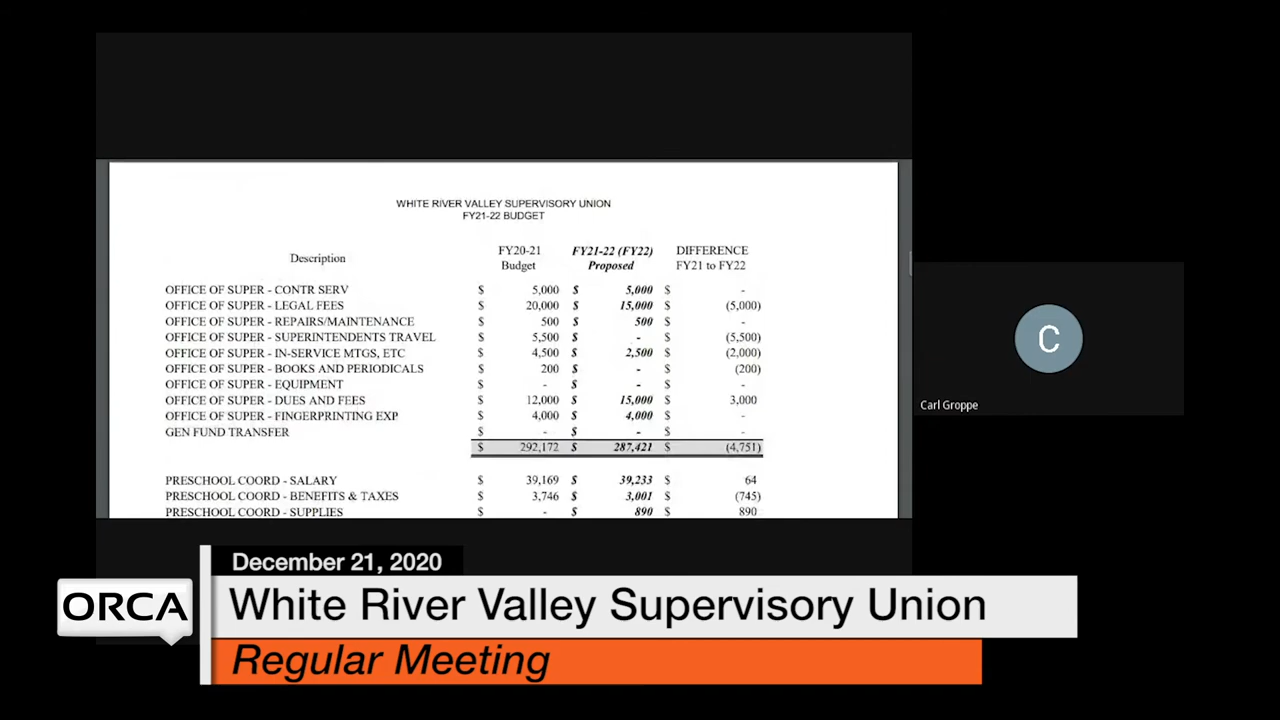 WHITE RIVER VALLEY SUPERVISORY UNION
FY21-22 BUDGET
Description FY20-21 Budget FY21-22 (FY22) Proposed DIFFERENCE FY21 to FY22
OFFICE OF SUPER - CONTR SERV $ 5,000 $ 5,000 $ -
OFFICE OF SUPER - LEGAL FEES $ 20,000 $ 15,000 $ (5,000)
OFFICE OF SUPER - REPAIRS/MAINTENANCE $ 500 $ 500 $ -
OFFICE OF SUPER - SUPERINTENDENTS TRAVEL $ 5,500 $ - $ (5,500)
OFFICE OF SUPER - IN-SERVICE MTGS, ETC $ 4,500 $ 2,500 $ (2,000)
OFFICE OF SUPER - BOOKS AND PERIODICALS $ 200 $ - $ (200)
OFFICE OF SUPER - EQUIPMENT $ - $ - $ -
OFFICE OF SUPER - DUES AND FEES $ 12,000 $ 15,000 $ 3,000
OFFICE OF SUPER - FINGERPRINTING EXP $ 4,000 $ 4,000 $ -
GEN FUND TRANSFER $ - $ - $ -
$ 292,172 $ 287,421 $ (4,751)
PRESCHOOL COORD - SALARY $ 39,169 $ 39,233 $ 64
PRESCHOOL COORD - BENEFITS & TAXES $ 3,746 $ 3,001 $ (745)
PRESCHOOL COORD - SUPPLIES $ - $ 890 $ 890
C
Carl Groppe
December 21, 2020
ORCA
White River Valley Supervisory Union
Regular Meeting